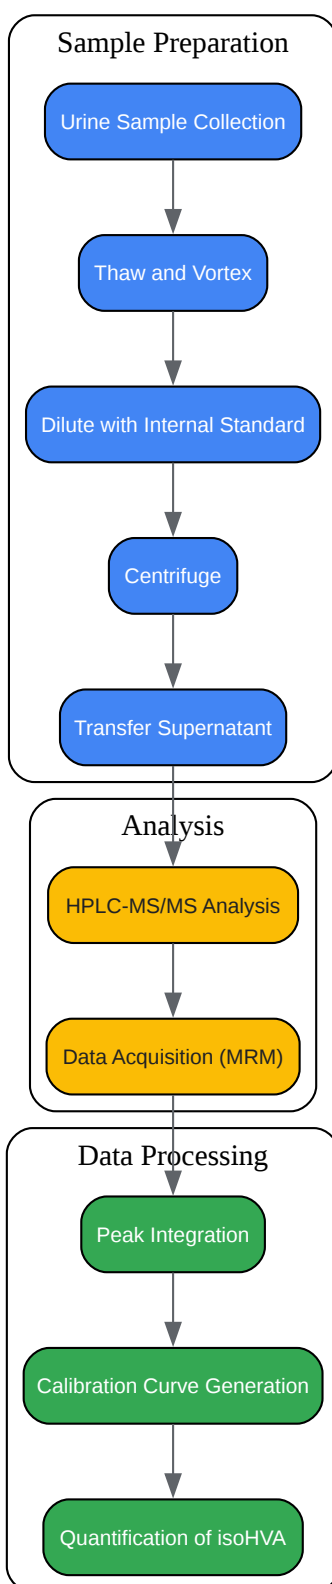 Sample Preparation
Urine Sample Collection
Thaw and Vortex
Dilute with Internal Standard
Centrifuge
Transfer Supernatant
Analysis
HPLC-MS/MS Analysis
Data Acquisition (MRM)
Data Processing
Peak Integration
Calibration Curve Generation
Quantification of isoHVA